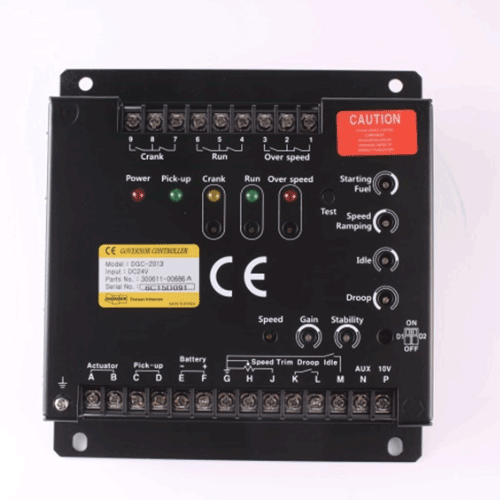 9 8 7 6 5 4 3 2 1
Crank Run Over speed
CAUTION
Power Pick-up Crank Run Over speed
Starting
Fuel
Test
Speed
Ramping
Idle
Droop
CE GOVERNOR CONTROLLER
Model : DGC-2013
Input : DC24V
Parts No. : 300611-00686 A
Serial No. : 6C15D091
DOOSAN
CE
Speed Gain Stability
ON
D1 D2
OFF
Actuator Pick-up Battery Speed Trim Droop Idle
- +
A B C D E F G H J K L M N P
AUX 10V